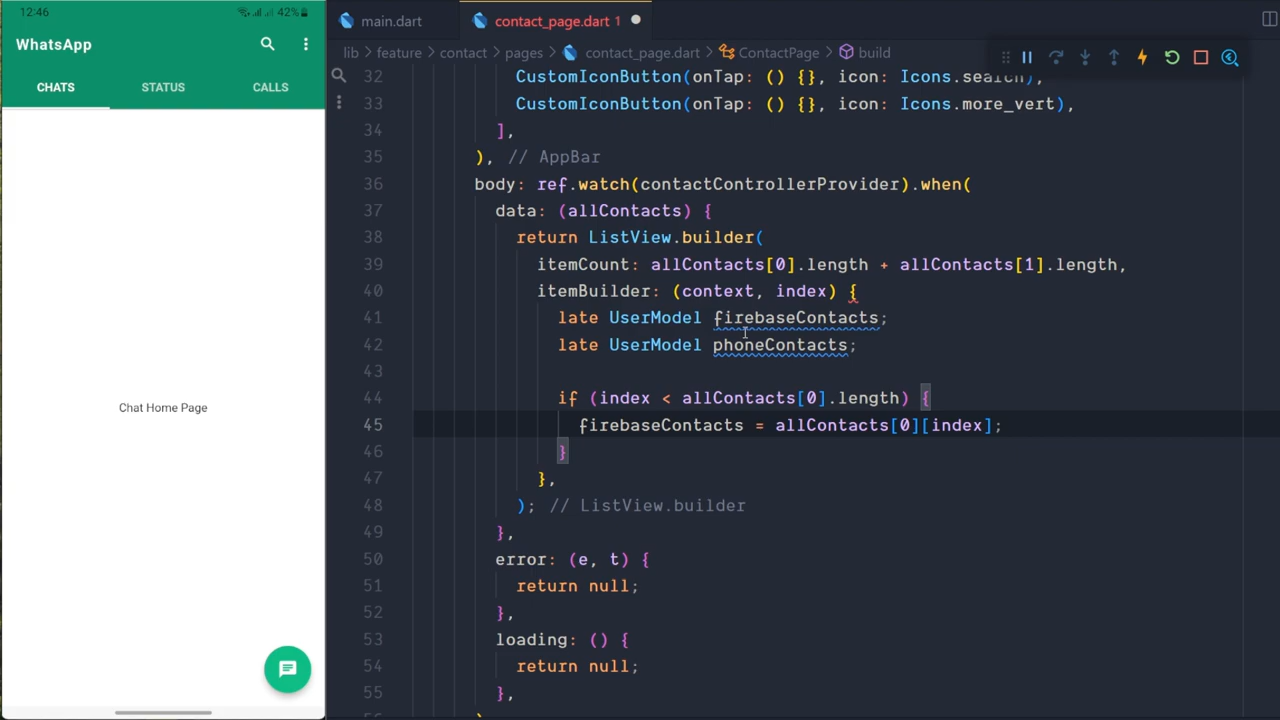 12:46
42%
WhatsApp
CHATS
STATUS
CALLS
Chat Home Page
main.dart
contact_page.dart 1
lib > feature > contact > pages > contact_page.dart > ContactPage > build
32 CustomIconButton(onTap: () {}, icon: Icons.search),
33 CustomIconButton(onTap: () {}, icon: Icons.more_vert),
34 ],
35 ), // AppBar
36 body: ref.watch(contactControllerProvider).when(
37 data: (allContacts) {
38 return ListView.builder(
39 itemCount: allContacts[0].length + allContacts[1].length,
40 itemBuilder: (context, index) {
41 late UserModel firebaseContacts;
42 late UserModel phoneContacts;
43
44 if (index < allContacts[0].length) {
45 firebaseContacts = allContacts[0][index];
46 }
47 },
48 ); // ListView.builder
49 },
50 error: (e, t) {
51 return null;
52 },
53 loading: () {
54 return null;
55 },